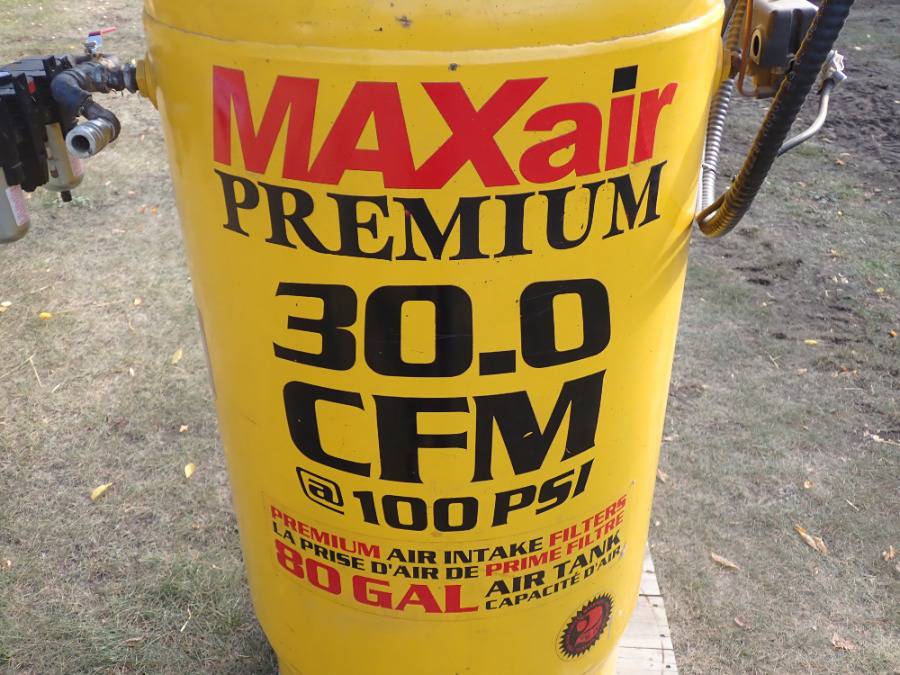 MAXair
PREMIUM
30.0
CFM
@ 100 PSI
PREMIUM AIR INTAKE FILTERS
LA PRISE D'AIR DE PRIME FILTRE
80 GAL AIR TANK
CAPACITÉ D'AIR